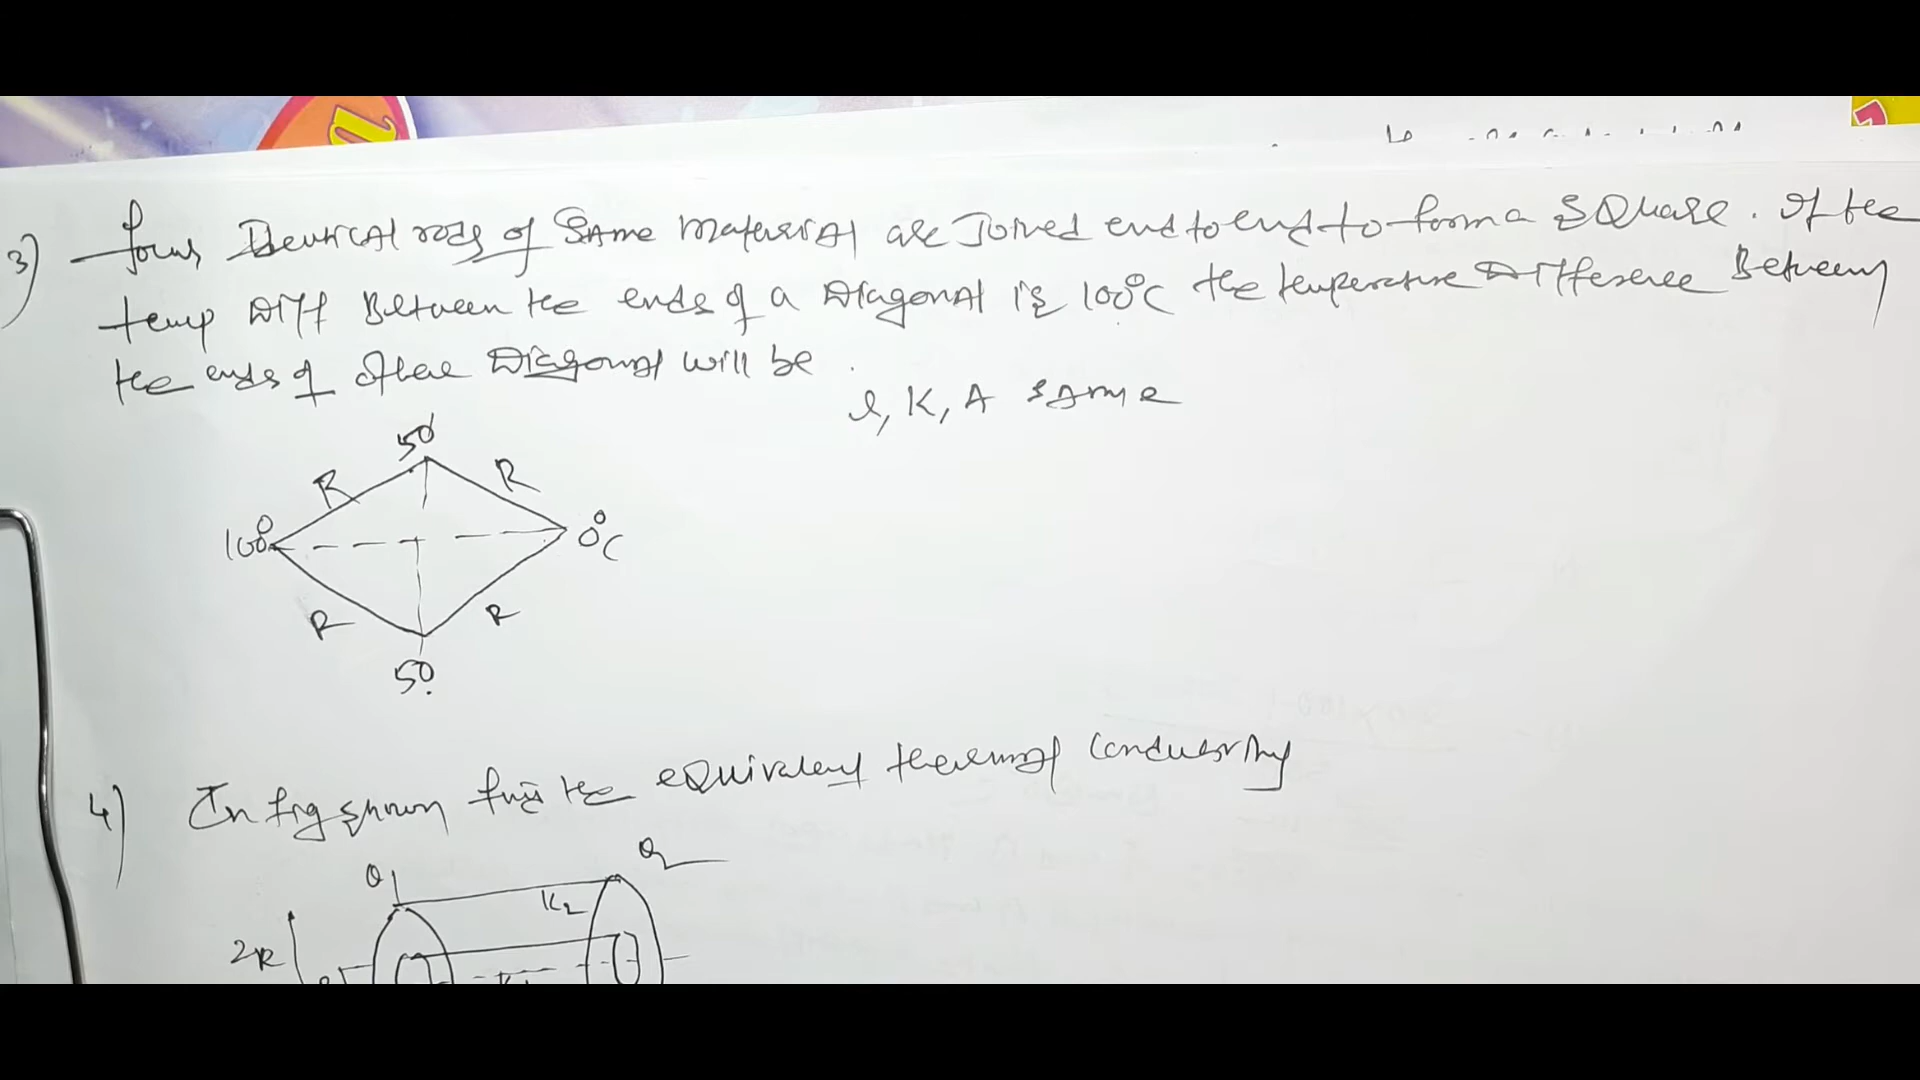 3) four Identical rods of Same Material are Joined end to end to form a SQuare. If the
temp Diff Between the ends of a Diagonal is 100°C the temperature Difference Between
the ends of other Diagonal will be.
l, K, A same
50
R R
100° 0°C
R R
50
4) In fig shown find the equivalent thermal Conductivity
θ1 θ2
K2
2R